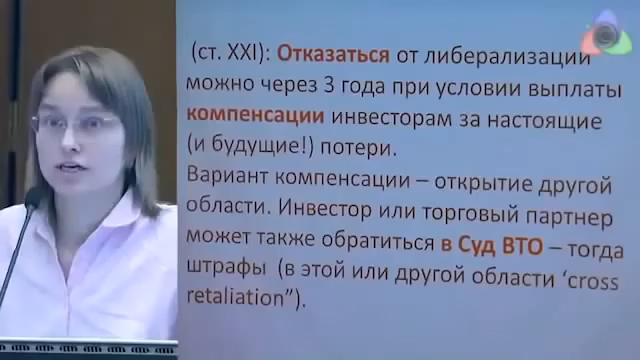 (ст. XXI): Отказаться от либерализации
можно через 3 года при условии выплаты
компенсации инвесторам за настоящие
(и будущие!) потери.
Вариант компенсации – открытие другой
области. Инвестор или торговый партнер
может также обратиться в Суд ВТО – тогда
штрафы (в этой или другой области ‘cross
retaliation”).